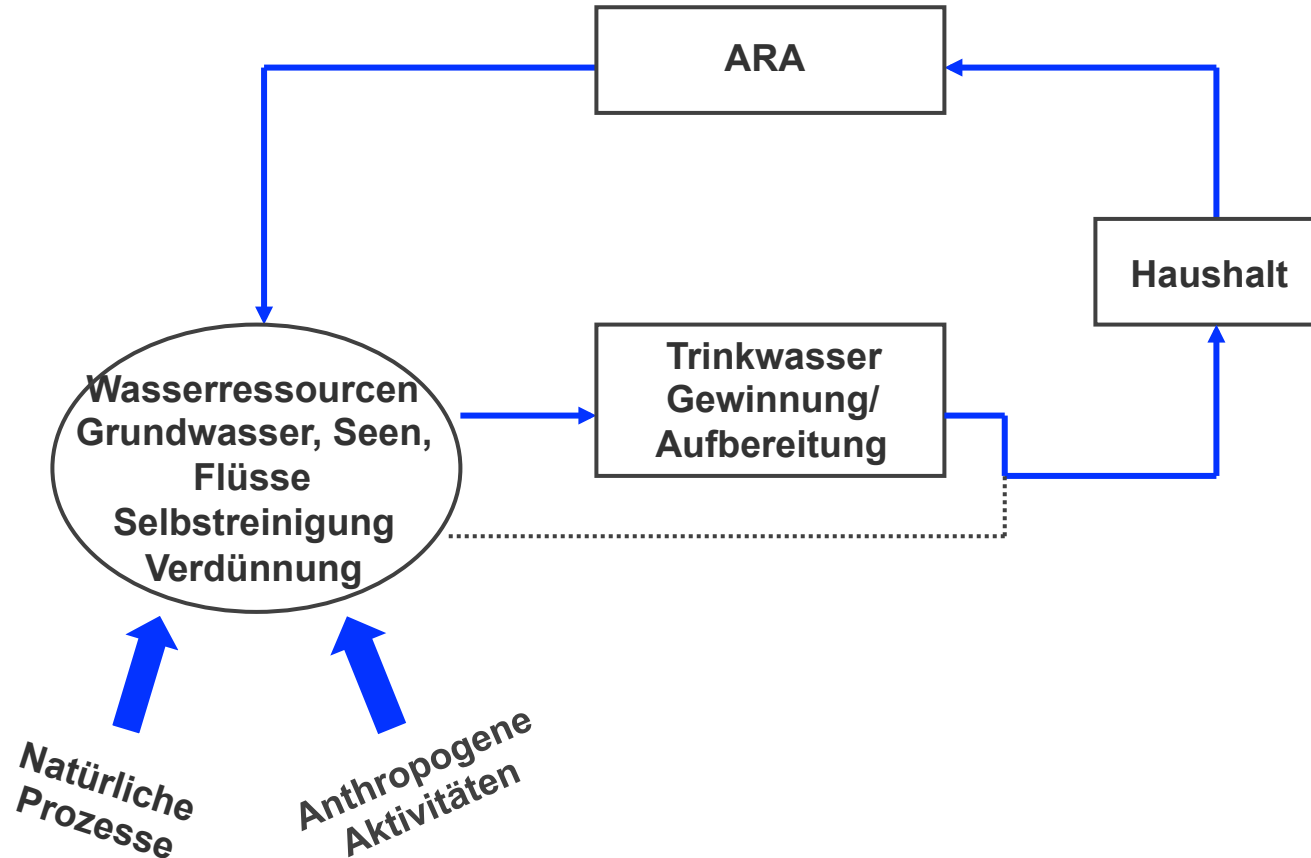 ARA
Haushalt
Trinkwasser
Gewinnung/
Aufbereitung
Wasserressourcen
Grundwasser, Seen,
Flüsse
Selbstreinigung
Verdünnung
Natürliche
Prozesse
Anthropogene
Aktivitäten